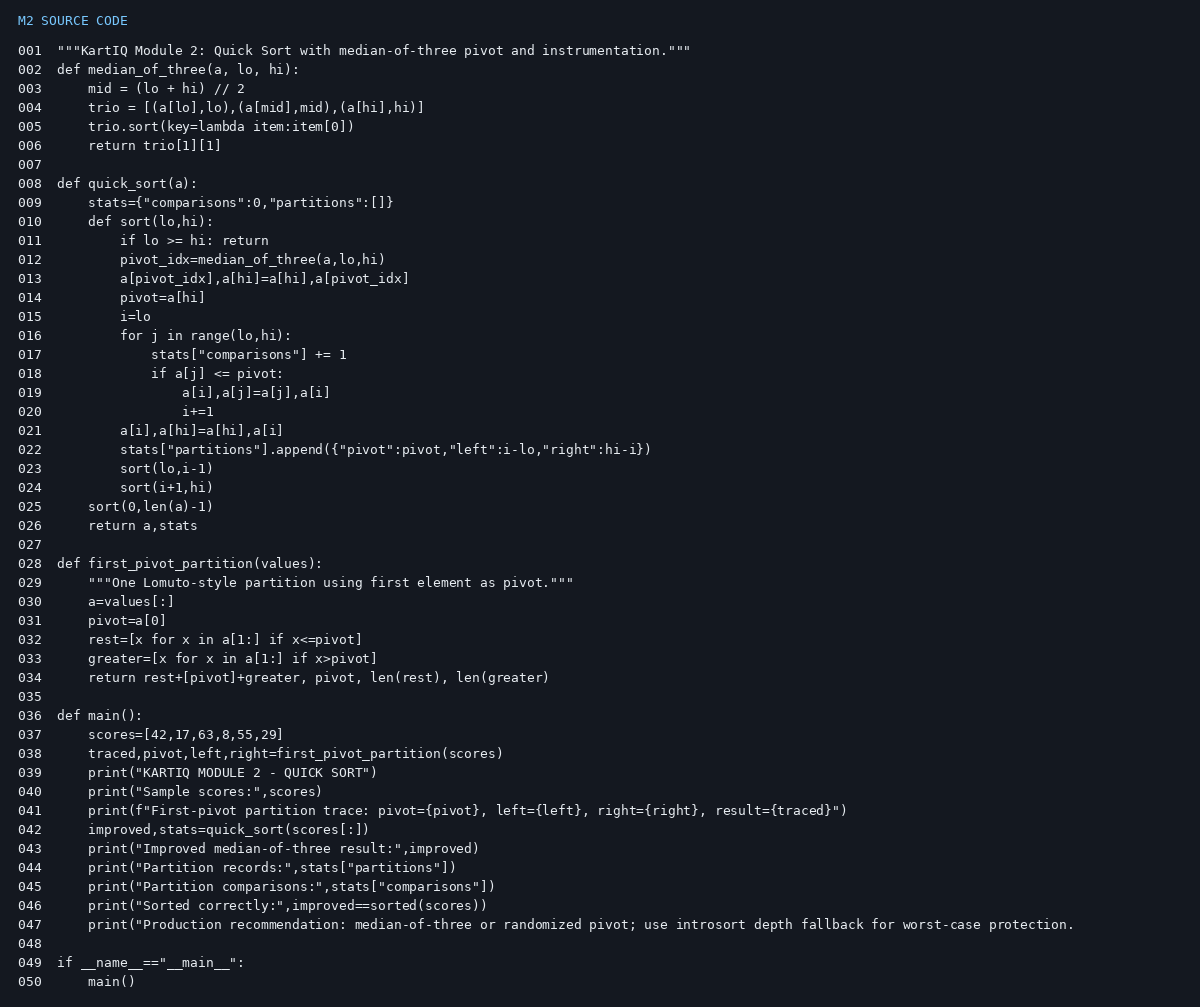 M2 SOURCE CODE
001  """KartIQ Module 2: Quick Sort with median-of-three pivot and instrumentation."""
002  def median_of_three(a, lo, hi):
003      mid = (lo + hi) // 2
004      trio = [(a[lo],lo),(a[mid],mid),(a[hi],hi)]
005      trio.sort(key=lambda item:item[0])
006      return trio[1][1]
007
008  def quick_sort(a):
009      stats={"comparisons":0,"partitions":[]}
010      def sort(lo,hi):
011          if lo >= hi: return
012          pivot_idx=median_of_three(a,lo,hi)
013          a[pivot_idx],a[hi]=a[hi],a[pivot_idx]
014          pivot=a[hi]
015          i=lo
016          for j in range(lo,hi):
017              stats["comparisons"] += 1
018              if a[j] <= pivot:
019                  a[i],a[j]=a[j],a[i]
020                  i+=1
021          a[i],a[hi]=a[hi],a[i]
022          stats["partitions"].append({"pivot":pivot,"left":i-lo,"right":hi-i})
023          sort(lo,i-1)
024          sort(i+1,hi)
025      sort(0,len(a)-1)
026      return a,stats
027
028  def first_pivot_partition(values):
029      """One Lomuto-style partition using first element as pivot."""
030      a=values[:]
031      pivot=a[0]
032      rest=[x for x in a[1:] if x<=pivot]
033      greater=[x for x in a[1:] if x>pivot]
034      return rest+[pivot]+greater, pivot, len(rest), len(greater)
035
036  def main():
037      scores=[42,17,63,8,55,29]
038      traced,pivot,left,right=first_pivot_partition(scores)
039      print("KARTIQ MODULE 2 - QUICK SORT")
040      print("Sample scores:",scores)
041      print(f"First-pivot partition trace: pivot={pivot}, left={left}, right={right}, result={traced}")
042      improved,stats=quick_sort(scores[:])
043      print("Improved median-of-three result:",improved)
044      print("Partition records:",stats["partitions"])
045      print("Partition comparisons:",stats["comparisons"])
046      print("Sorted correctly:",improved==sorted(scores))
047      print("Production recommendation: median-of-three or randomized pivot; use introsort depth fallback for worst-case protection.
048
049  if __name__=="__main__":
050      main()